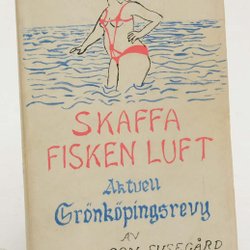 SKAFFA
FISKEN LUFT
Aktuell
Grönköpingsrevy
AV